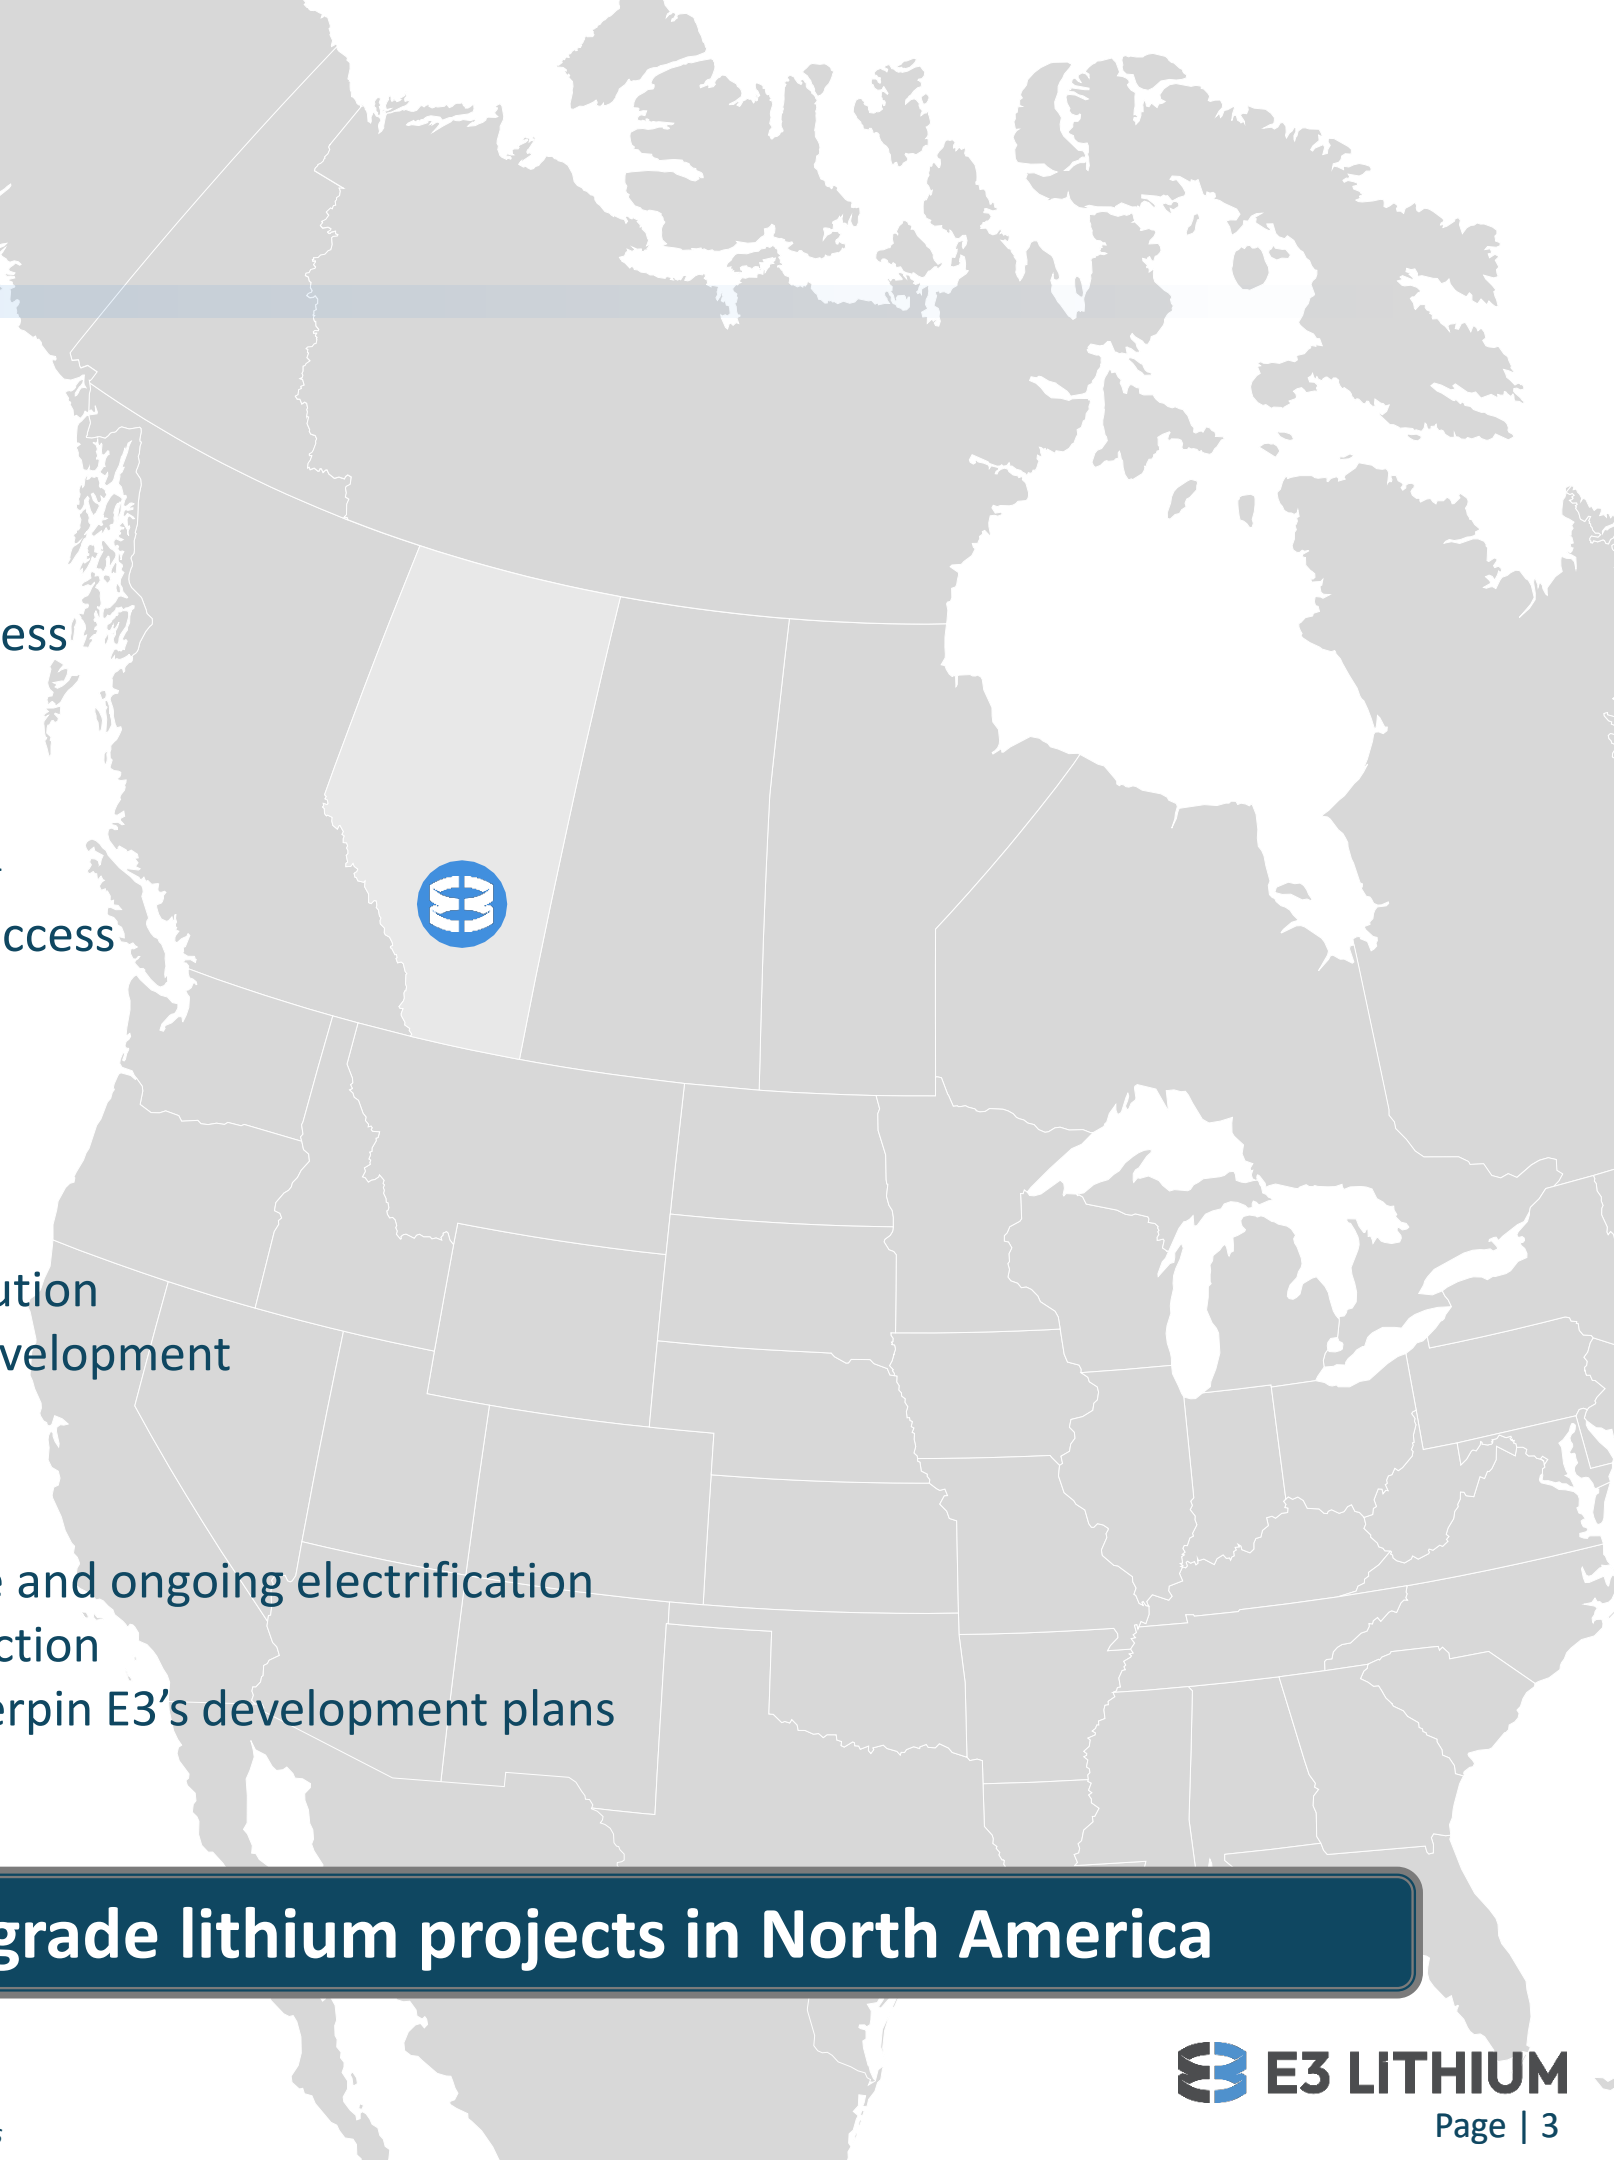 ess
ccess
ution
velopment
and ongoing electrification
ction
erpin E3’s development plans
grade lithium projects in North America
E3 LITHIUM
Page | 3